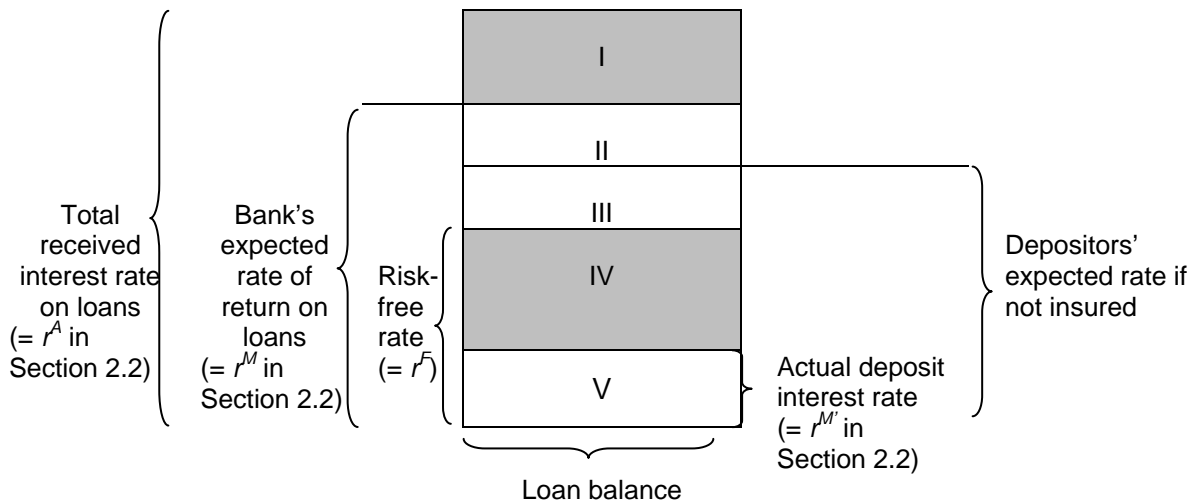 I
II
III
IV
V
Total
received
interest rate
on loans
(= r^A in
Section 2.2)
Bank's
expected
rate of
return on
loans
(= r^M in
Section 2.2)
Risk-
free
rate
(= r^F)
Actual deposit
interest rate
(= r^M' in
Section 2.2)
Depositors'
expected rate if
not insured
Loan balance